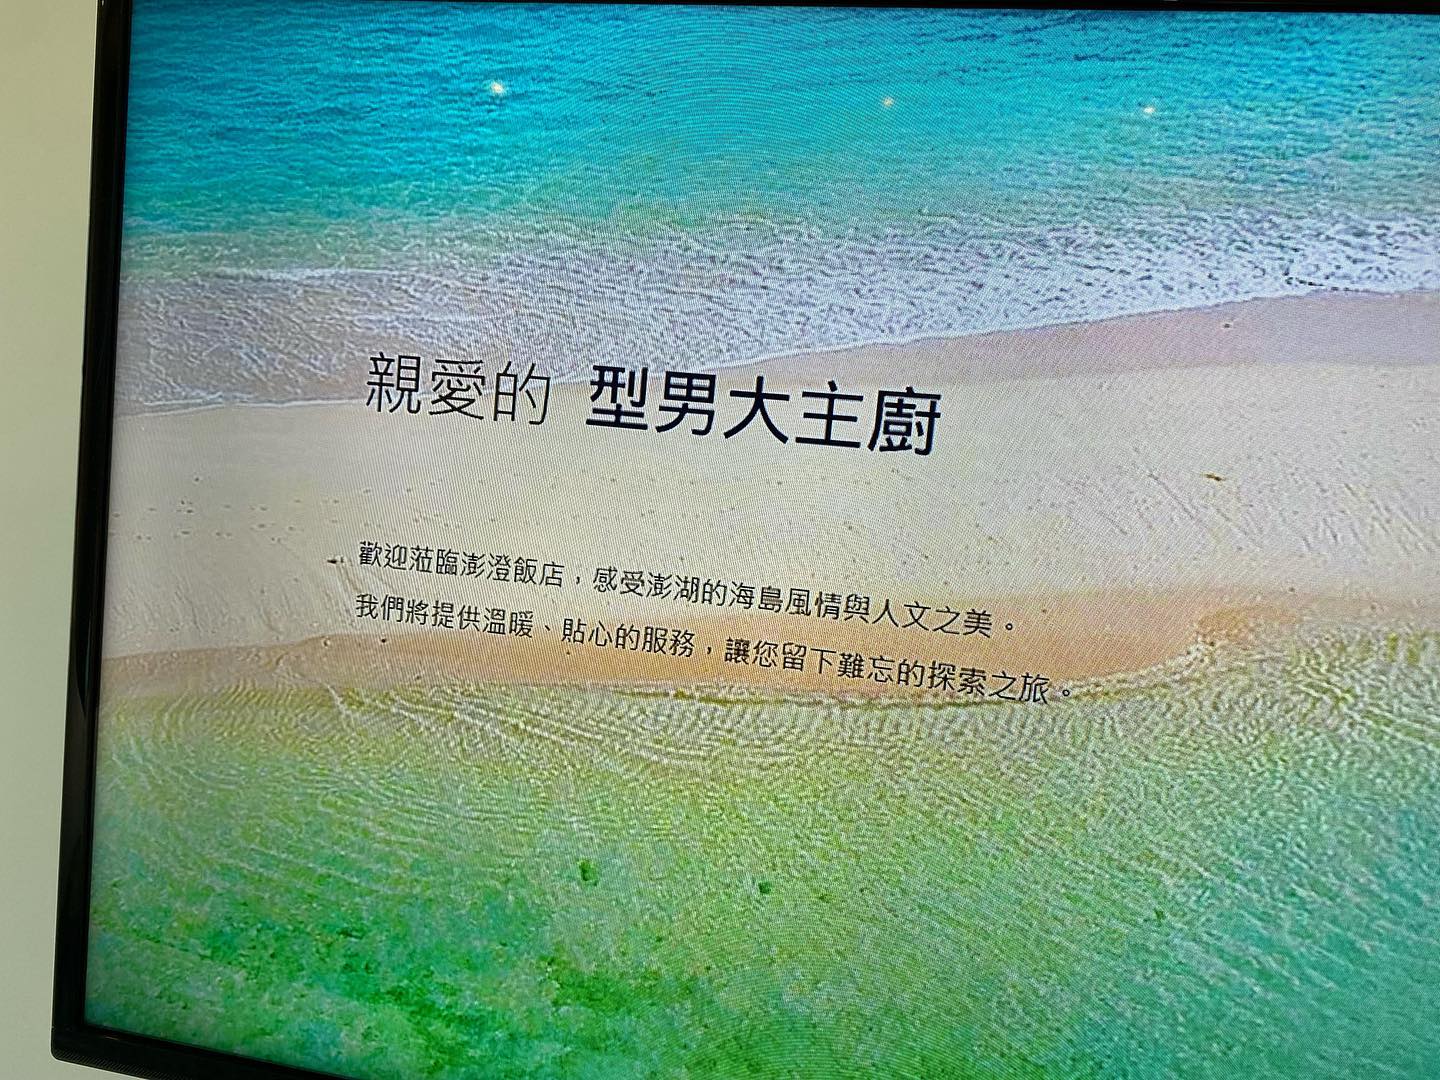 親愛的 型男大主廚
歡迎蒞臨澎澄飯店，感受澎湖的海島風情與人文之美。
我們將提供溫暖、貼心的服務，讓您留下難忘的探索之旅。